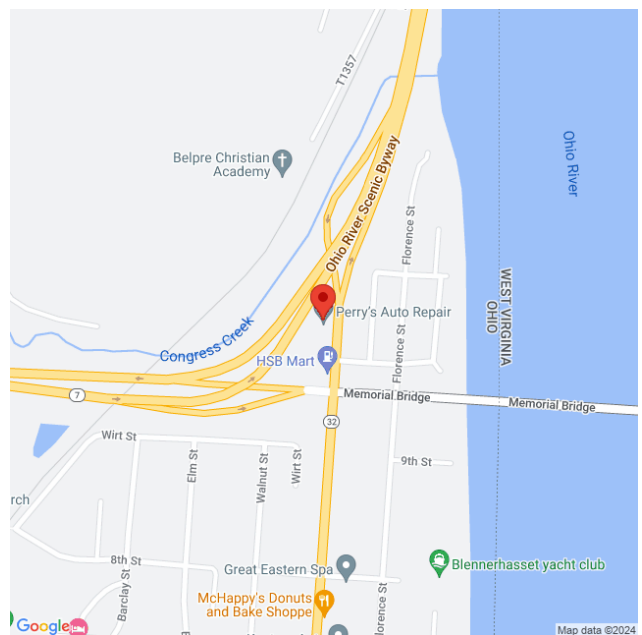 T1357
Ohio River
Belpre Christian
Academy
Ohio River Scenic Byway
Florence St
WEST VIRGINIA
OHIO
Perry's Auto Repair
Congress Creek
Florence St
HSB Mart
7
Memorial Bridge
Memorial Bridge
32
Wirt St
Elm St
Walnut St
Wirt St
9th St
rch
8th St
Great Eastern Spa
Blennerhasset yacht club
Barclay St
McHappy's Donuts
and Bake Shoppe
lorence St
Google
Map data ©2024